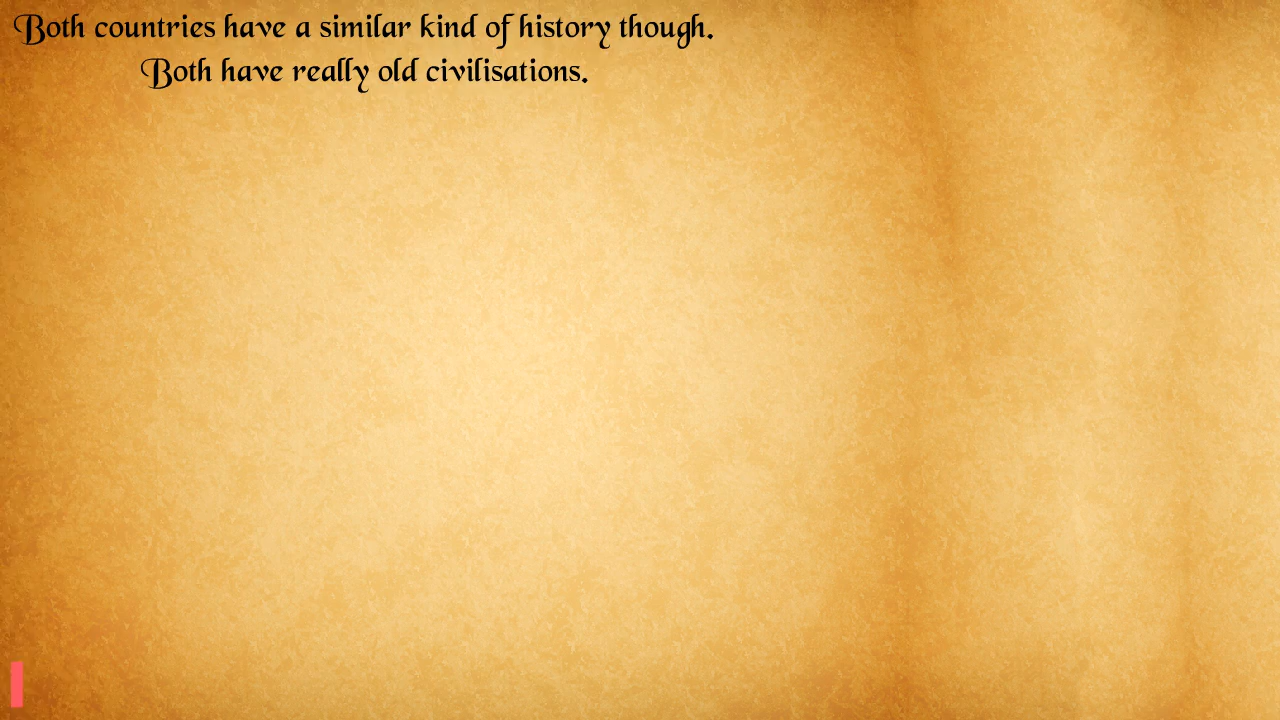 Both countries have a similar kind of history though.
Both have really old civilisations.